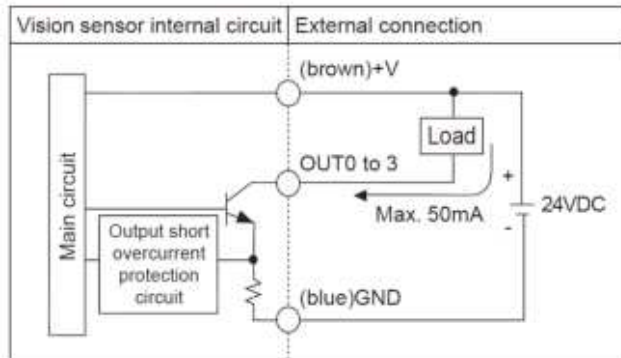 Vision sensor internal circuit
External connection
(brown)+V
Load
OUT0 to 3
Max. 50mA
+
24VDC
-
Main circuit
Output short
overcurrent
protection
circuit
(blue)GND